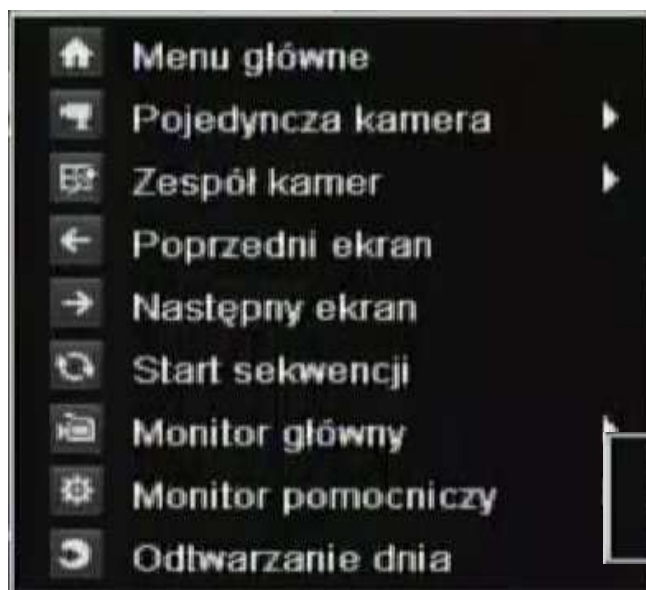 Menu główne
Pojedyncza kamera
Zespół kamer
Poprzedni ekran
Następny ekran
Start sekwencji
Monitor główny
Monitor pomocniczy
Odtwarzanie dnia